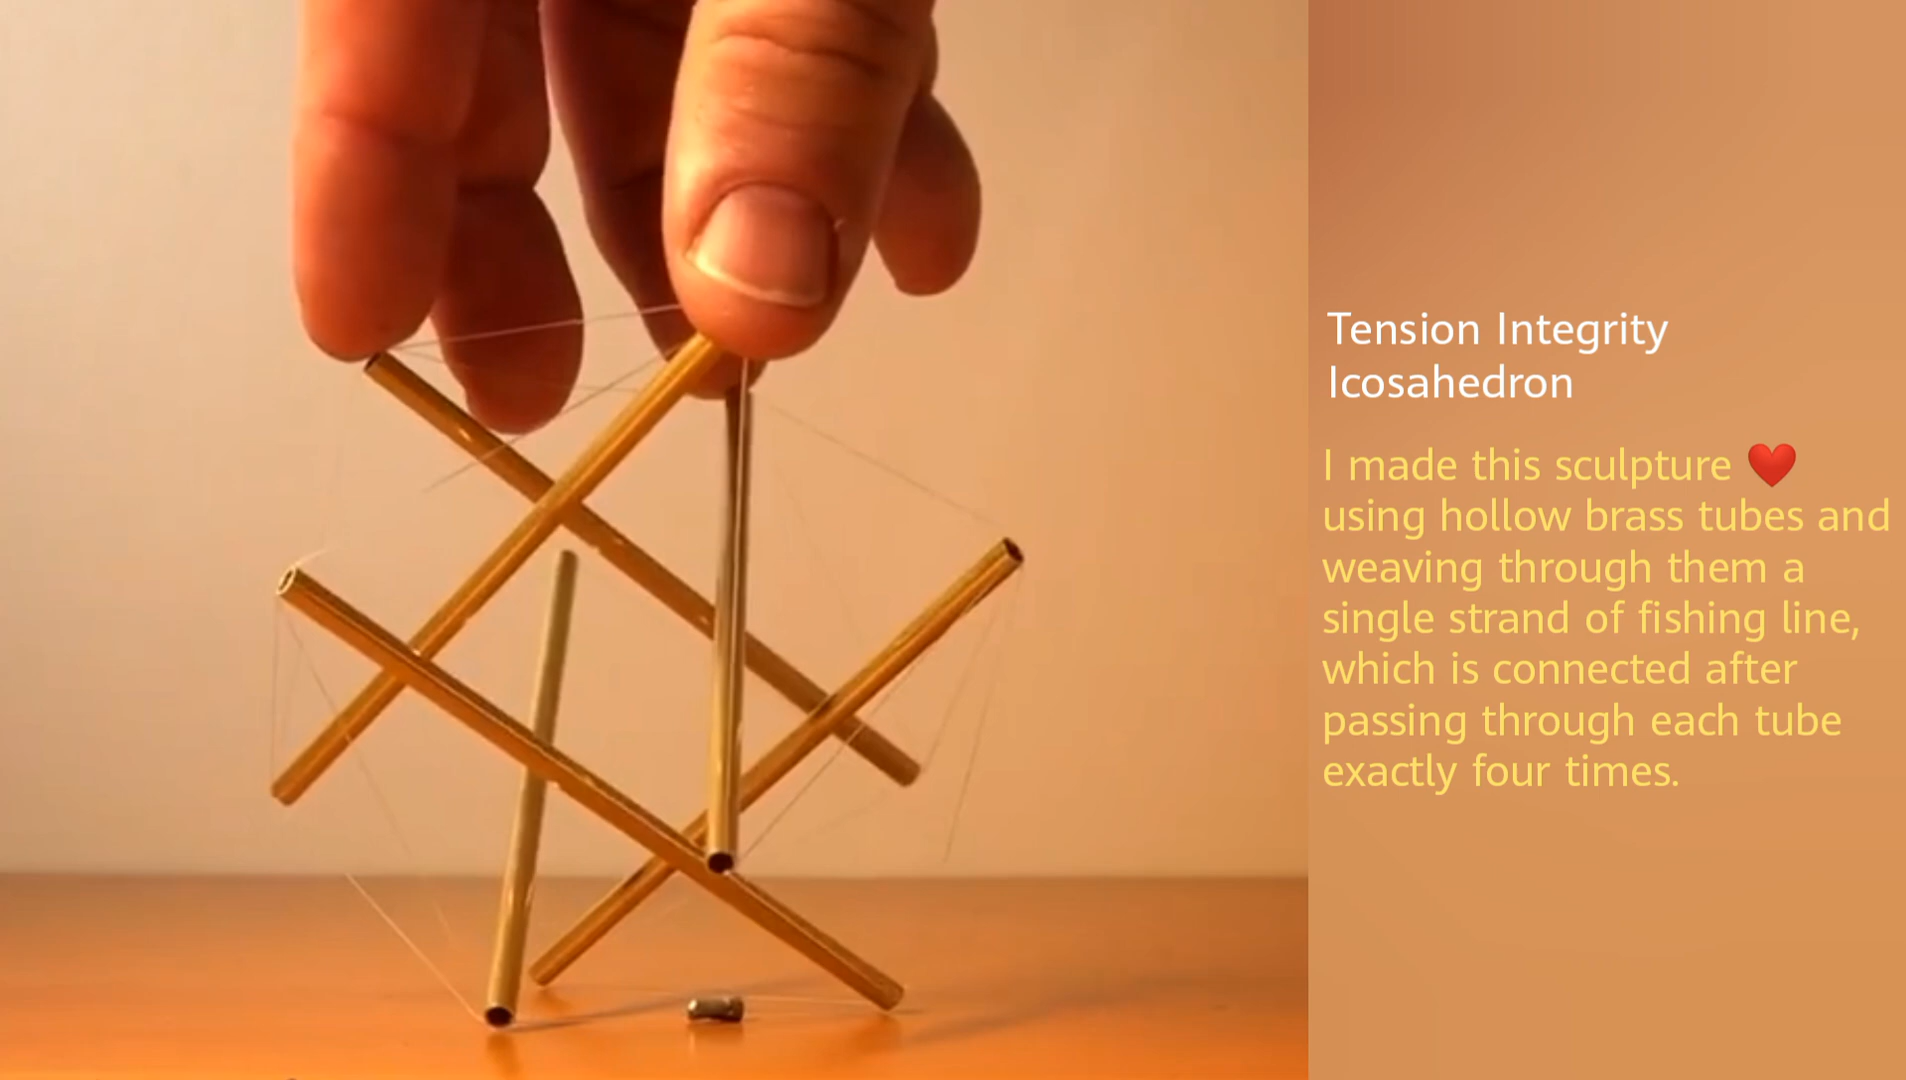 Tension Integrity
Icosahedron
I made this sculpture ❤️
using hollow brass tubes and
weaving through them a
single strand of fishing line,
which is connected after
passing through each tube
exactly four times.